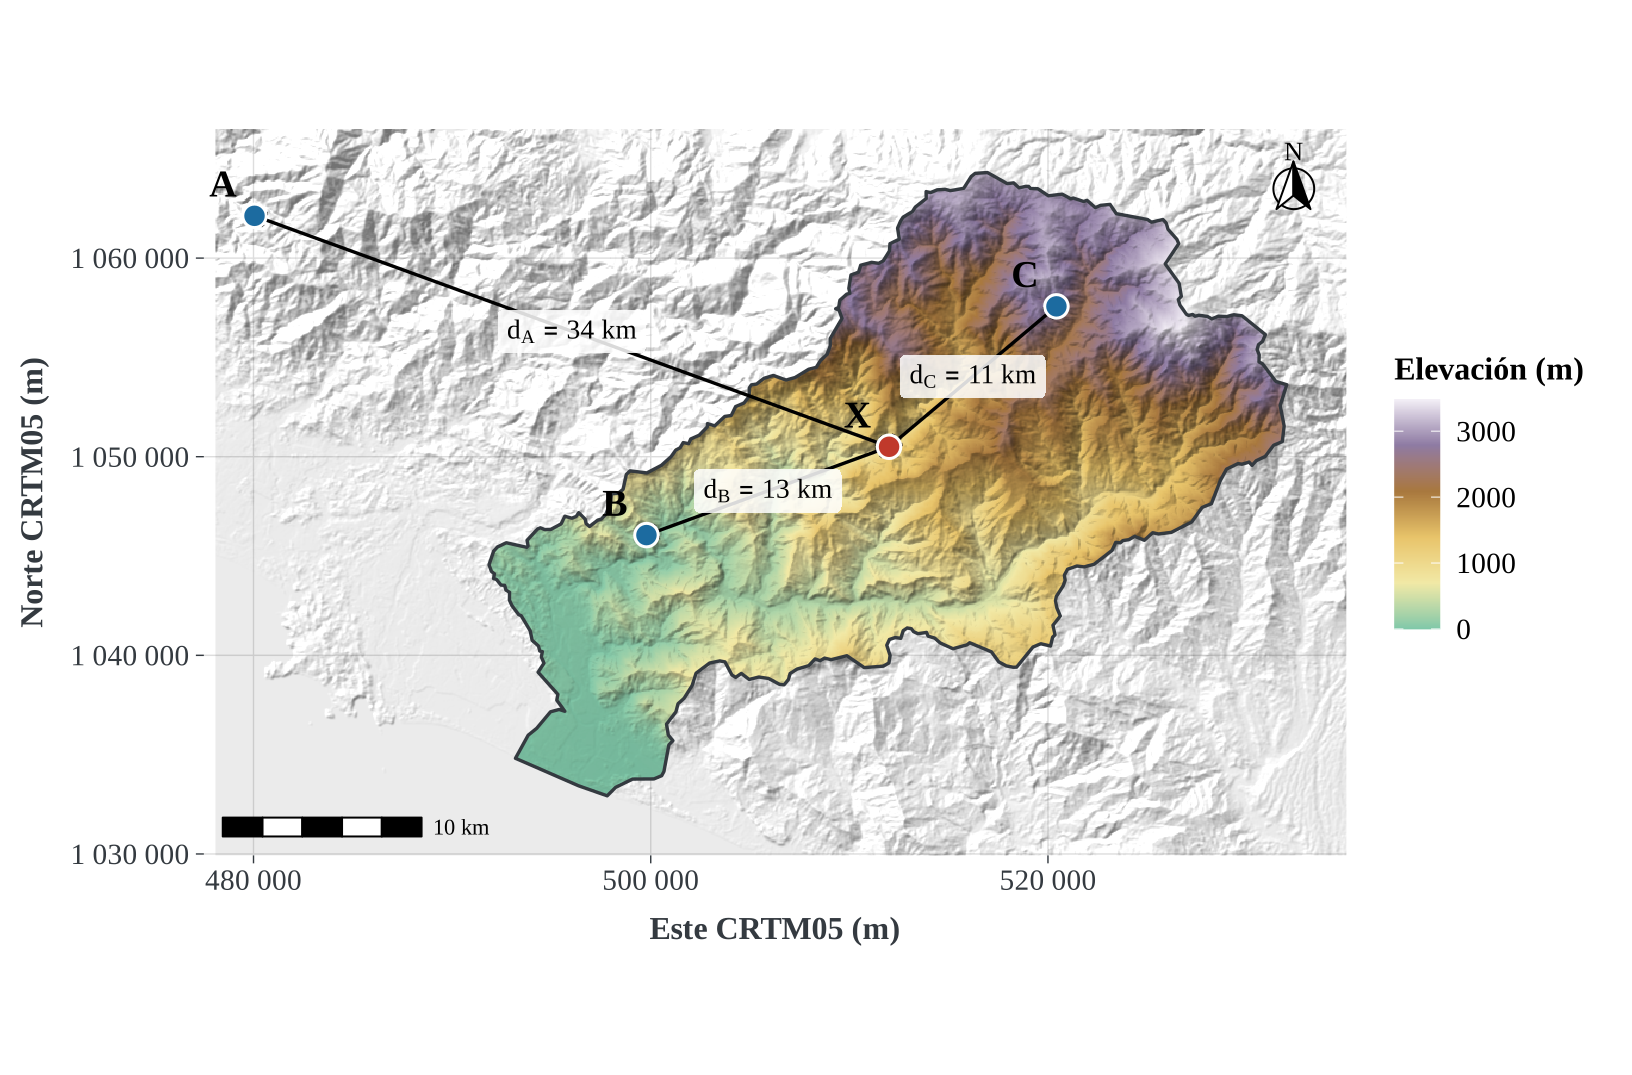 N
A
1 060 000
C
d_A = 34 km
d_C = 11 km
Elevación (m)
X
3000
1 050 000
d_B = 13 km
2000
B
1000
0
1 040 000
Norte CRTM05 (m)
10 km
1 030 000
480 000
500 000
520 000
Este CRTM05 (m)